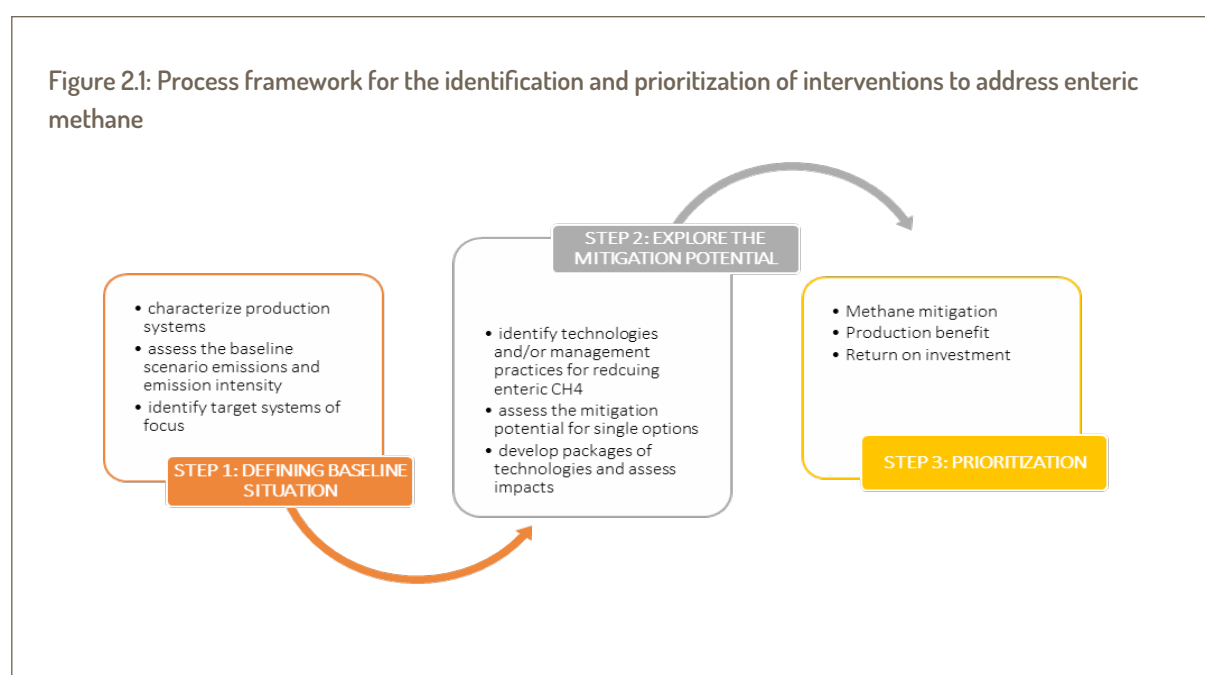 Figure 2.1: Process framework for the identification and prioritization of interventions to address enteric
methane
• characterize production
systems
• assess the baseline
scenario emissions and
emission intensity
• identify target systems of
focus
STEP 1: DEFINING BASELINE
SITUATION
STEP 2: EXPLORE THE
MITIGATION POTENTIAL
• identify technologies
and/or management
practices for redcuing
enteric CH4
• assess the mitigation
potential for single options
• develop packages of
technologies and assess
impacts
• Methane mitigation
• Production benefit
• Return on investment
STEP 3: PRIORITIZATION